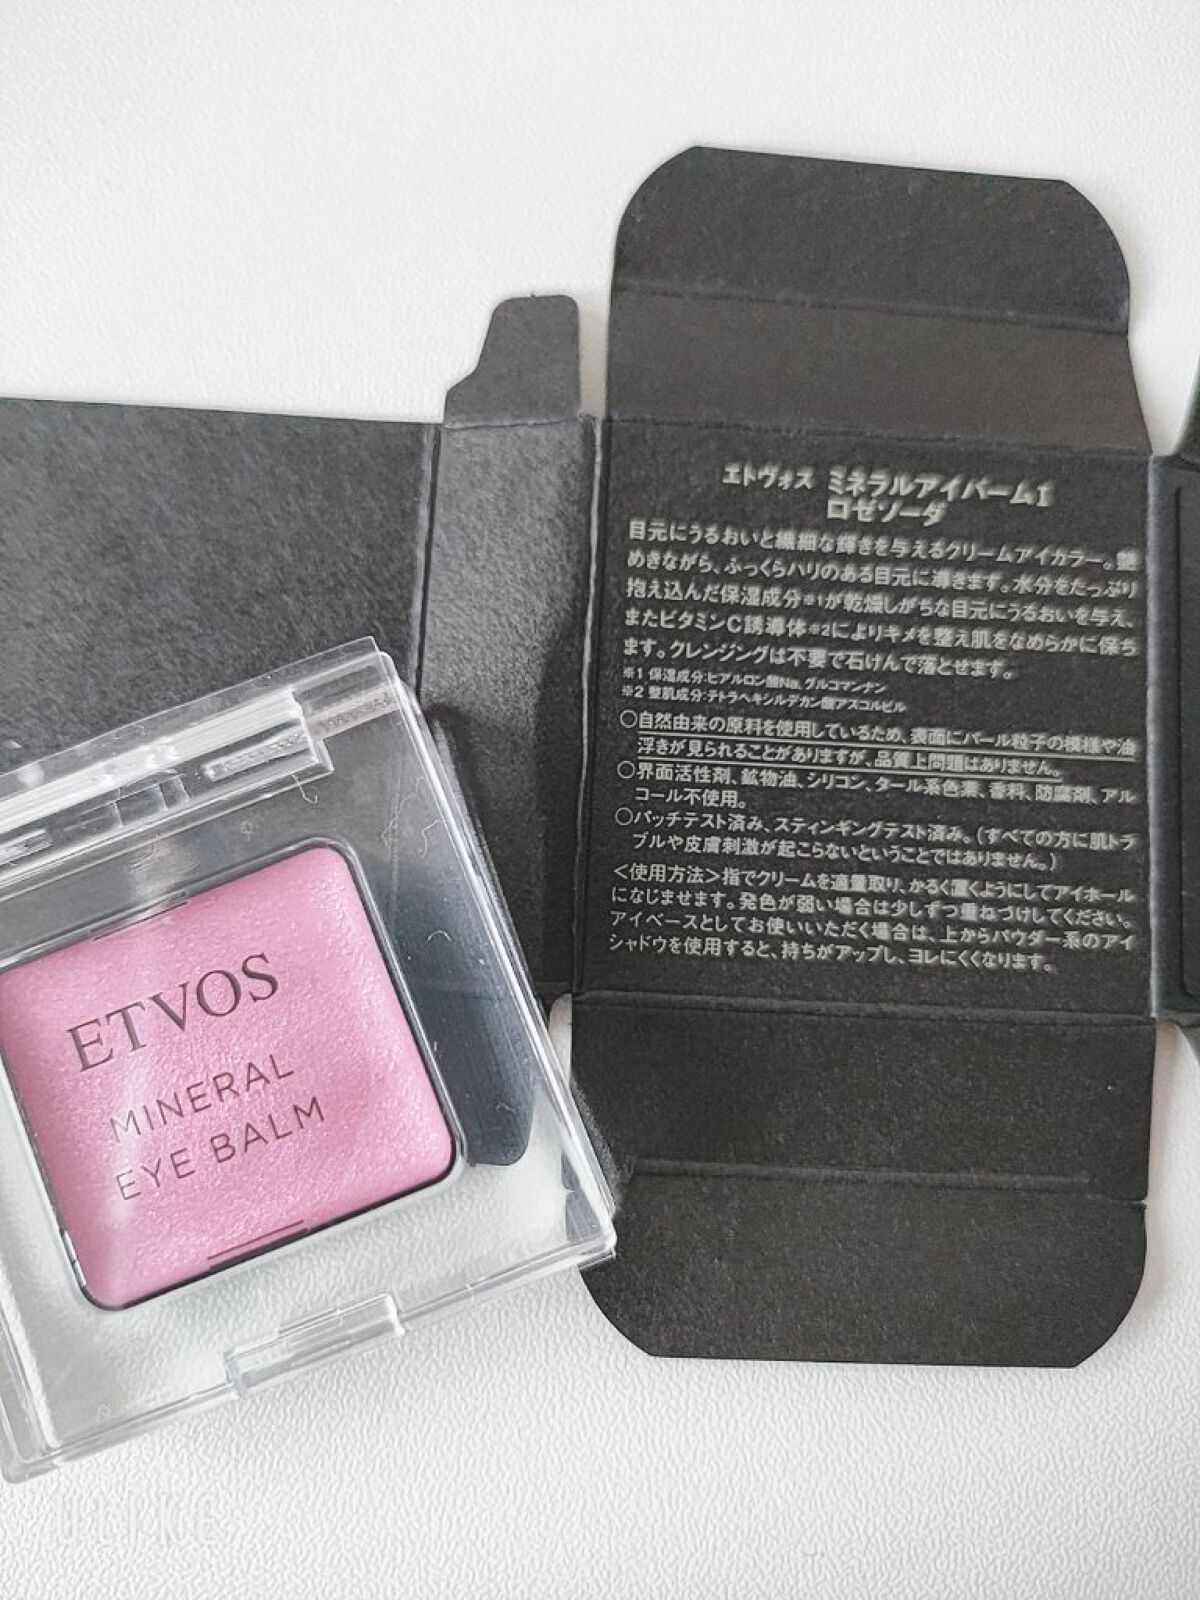 エトヴォス ミネラルアイバームI
ロゼソーダ
目元にうるおいと繊細な輝きを与えるクリームアイカラー。艶
めきながら、ふっくらハリのある目元に導きます。水分をたっぷり
抱え込んだ保湿成分※1が乾燥しがちな目元にうるおいを与え、
またビタミンC誘導体※2によりキメを整え肌をなめらかに保ち
ます。クレンジングは不要で石けんで落とせます。
※1 保湿成分:ヒアルロン酸Na、グルコマンナン
※2 整肌成分:テトラヘキシルデカン酸アスコルビル
○自然由来の原料を使用しているため、表面にパール粒子の模様や油
浮きが見られることがありますが、品質上問題はありません。
○界面活性剤、鉱物油、シリコン、タール系色素、香料、防腐剤、アル
コール不使用。
○パッチテスト済み、スティンギングテスト済み。(すべての方に肌トラ
ブルや皮膚刺激が起こらないということではありません。)
<使用方法>指でクリームを適量取り、かるく置くようにしてアイホール
になじませます。発色が弱い場合は少しずつ重ねづけしてください。
アイベースとしてお使いいただく場合は、上からパウダー系のアイ
シャドウを使用すると、持ちがアップし、ヨレにくくなります。
ETVOS
MINERAL
EYE BALM
ULIKE